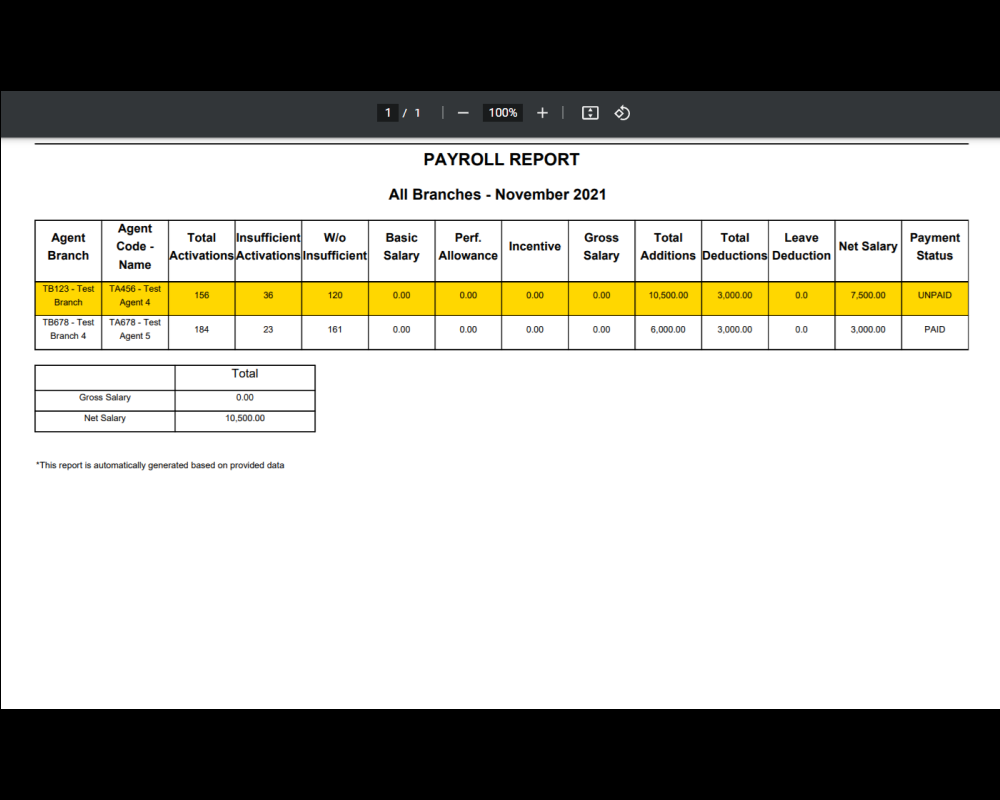 1 / 1 100%
PAYROLL REPORT
All Branches - November 2021
Agent Branch Agent Code - Name Total Activations Insufficient Activations W/o Insufficient Basic Salary Perf. Allowance Incentive Gross Salary Total Additions Total Deductions Leave Deduction Net Salary Payment Status
TB123 - Test Branch TA456 - Test Agent 4 156 36 120 0.00 0.00 0.00 0.00 10,500.00 3,000.00 0.0 7,500.00 UNPAID
TB678 - Test Branch 4 TA678 - Test Agent 5 184 23 161 0.00 0.00 0.00 0.00 6,000.00 3,000.00 0.0 3,000.00 PAID
Total
Gross Salary 0.00
Net Salary 10,500.00
*This report is automatically generated based on provided data